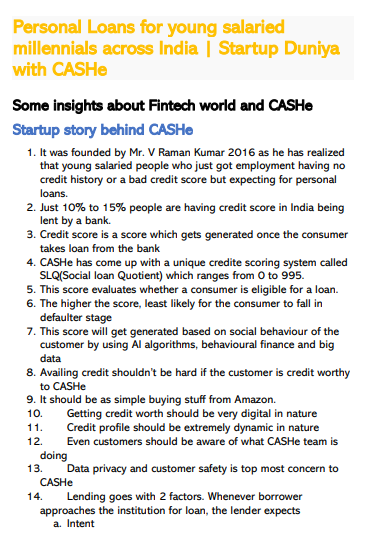 Personal Loans for young salaried
millennials across India | Startup Duniya
with CASHe
Some insights about Fintech world and CASHe
Startup story behind CASHe
1. It was founded by Mr. V Raman Kumar 2016 as he has realized
that young salaried people who just got employment having no
credit history or a bad credit score but expecting for personal
loans.
2. Just 10% to 15% people are having credit score in India being
lent by a bank.
3. Credit score is a score which gets generated once the consumer
takes loan from the bank
4. CASHe has come up with a unique credite scoring system called
SLQ(Social loan Quotient) which ranges from 0 to 995.
5. This score evaluates whether a consumer is eligible for a loan.
6. The higher the score, least likely for the consumer to fall in
defaulter stage
7. This score will get generated based on social behaviour of the
customer by using AI algorithms, behavioural finance and big
data
8. Availing credit shouldn't be hard if the customer is credit worthy
to CASHe
9. It should be as simple buying stuff from Amazon.
10. Getting credit worth should be very digital in nature
11. Credit profile should be extremely dynamic in nature
12. Even customers should be aware of what CASHe team is
doing
13. Data privacy and customer safety is top most concern to
CASHe
14. Lending goes with 2 factors. Whenever borrower
approaches the institution for loan, the lender expects
a. Intent